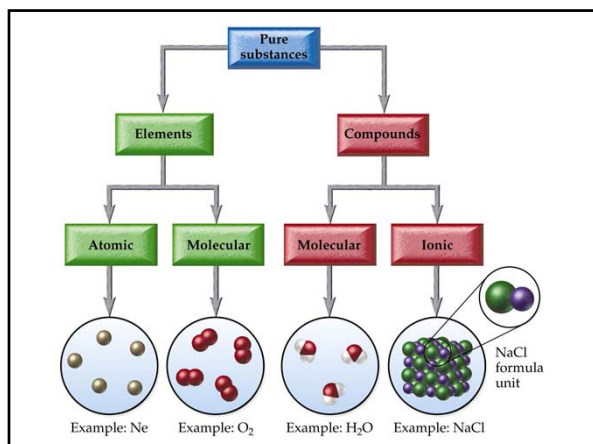 Pure
substances
Elements
Compounds
Atomic
Molecular
Molecular
Ionic
NaCl
formula
unit
Example: Ne
Example: O₂
Example: H₂O
Example: NaCl